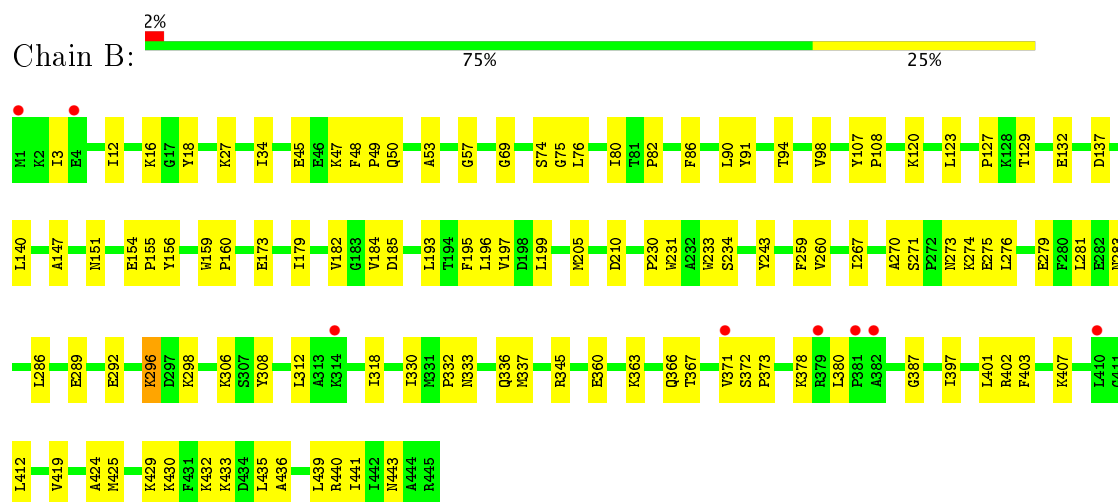 2%
Chain B:
75% 25%
M1 K2 I3 E4 I12 K16 G17 Y18 K27 I34 E45 E46 K47 F48 P49 Q50 A53 G57 G69 S74 G75 L76 I80 T81 P82 F86 L90 Y91 T94 V98 Y107 P108 K120 L123 P127 K128 T129 E132 D137
L140 A147 N151 E154 P155 Y156 W159 P160 E173 I179 V182 G183 V184 D185 L193 T194 F195 L196 V197 D198 L199 M205 D210 P230 W231 A232 W233 S234 Y243 F259 V260 I267 A270 S271 P272 N273 K274 E275 L276 E279 F280 L281 E282 N283
L286 E289 E292 K296 D297 K298 K306 S307 Y308 L312 A313 K314 I318 I330 M331 P332 N333 Q336 M337 R345 E360 K363 Q366 T367 V371 S372 P373 K378 R379 L380 P381 A382 G387 I397 L401 R402 F403 K407 L410 G411
L412 V419 A424 M425 K429 K430 F431 K432 K433 D434 L435 A436 L439 R440 I441 I442 N443 A444 R445